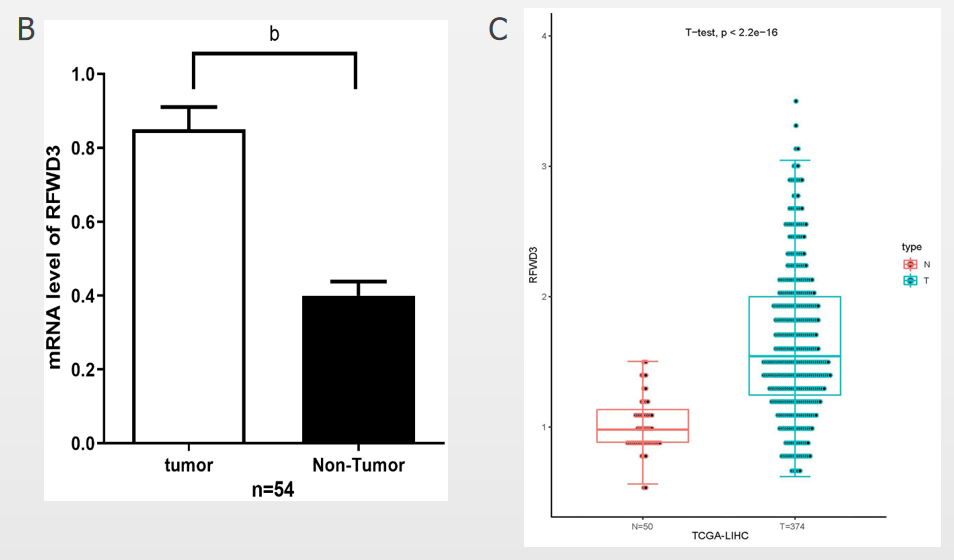 B
b
1.0
0.8
0.6
0.4
0.2
0.0
mRNA level of RFWD3
tumor
Non-Tumor
n=54
C
T-test, p < 2.2e-16
4
3
2
1
RFWD3
N=50
T=374
TCGA-LIHC
type
N
T